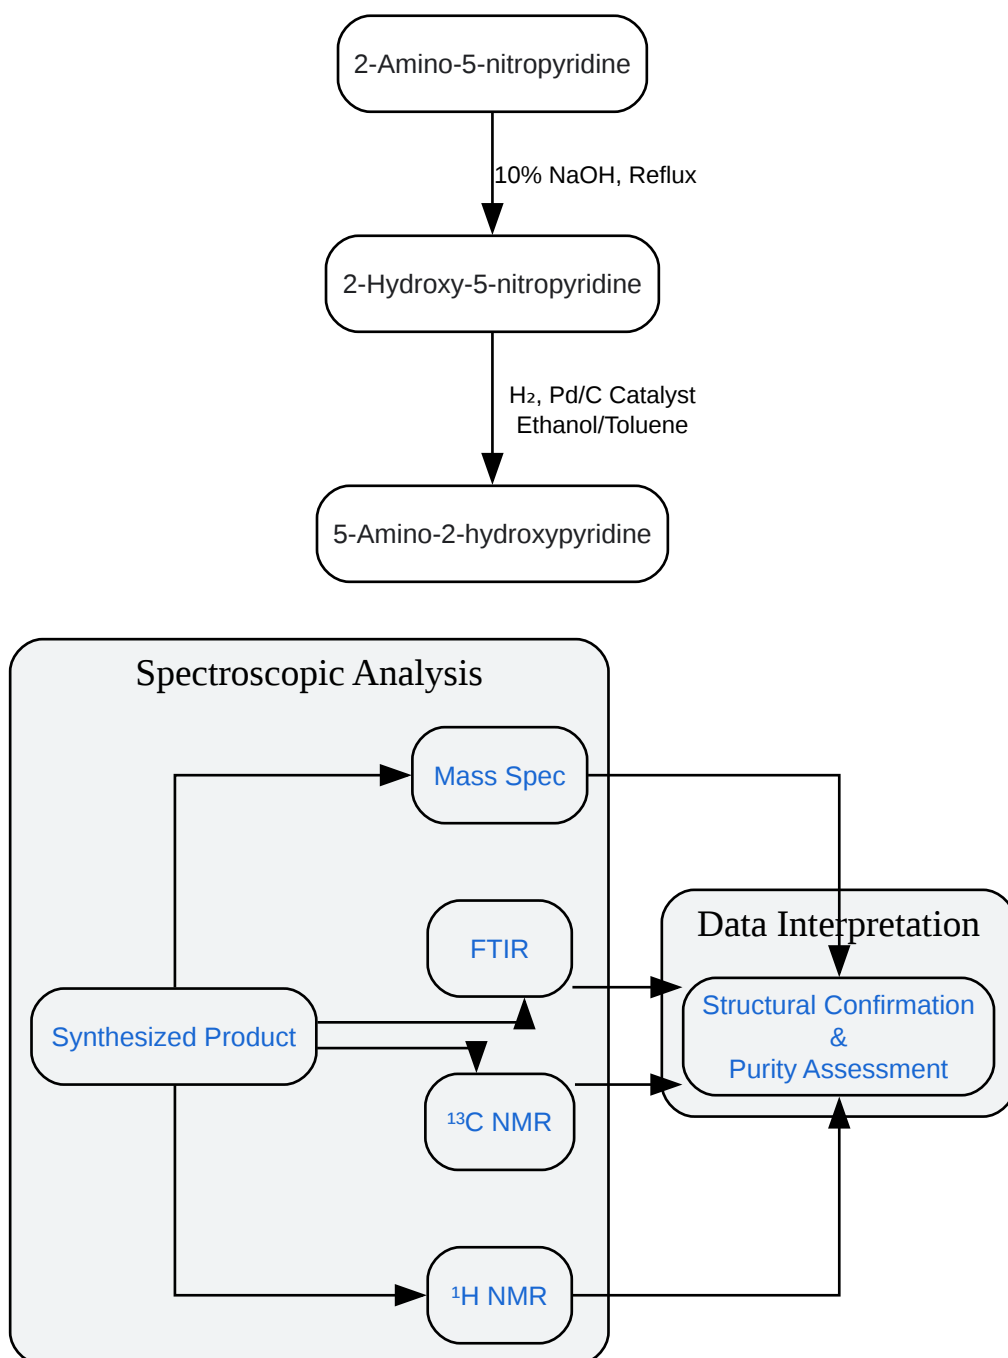 2-Amino-5-nitropyridine
10% NaOH, Reflux
2-Hydroxy-5-nitropyridine
H₂, Pd/C Catalyst
Ethanol/Toluene
5-Amino-2-hydroxypyridine
Spectroscopic Analysis
Mass Spec
FTIR
Synthesized Product
¹³C NMR
¹H NMR
Data Interpretation
Structural Confirmation
&
Purity Assessment